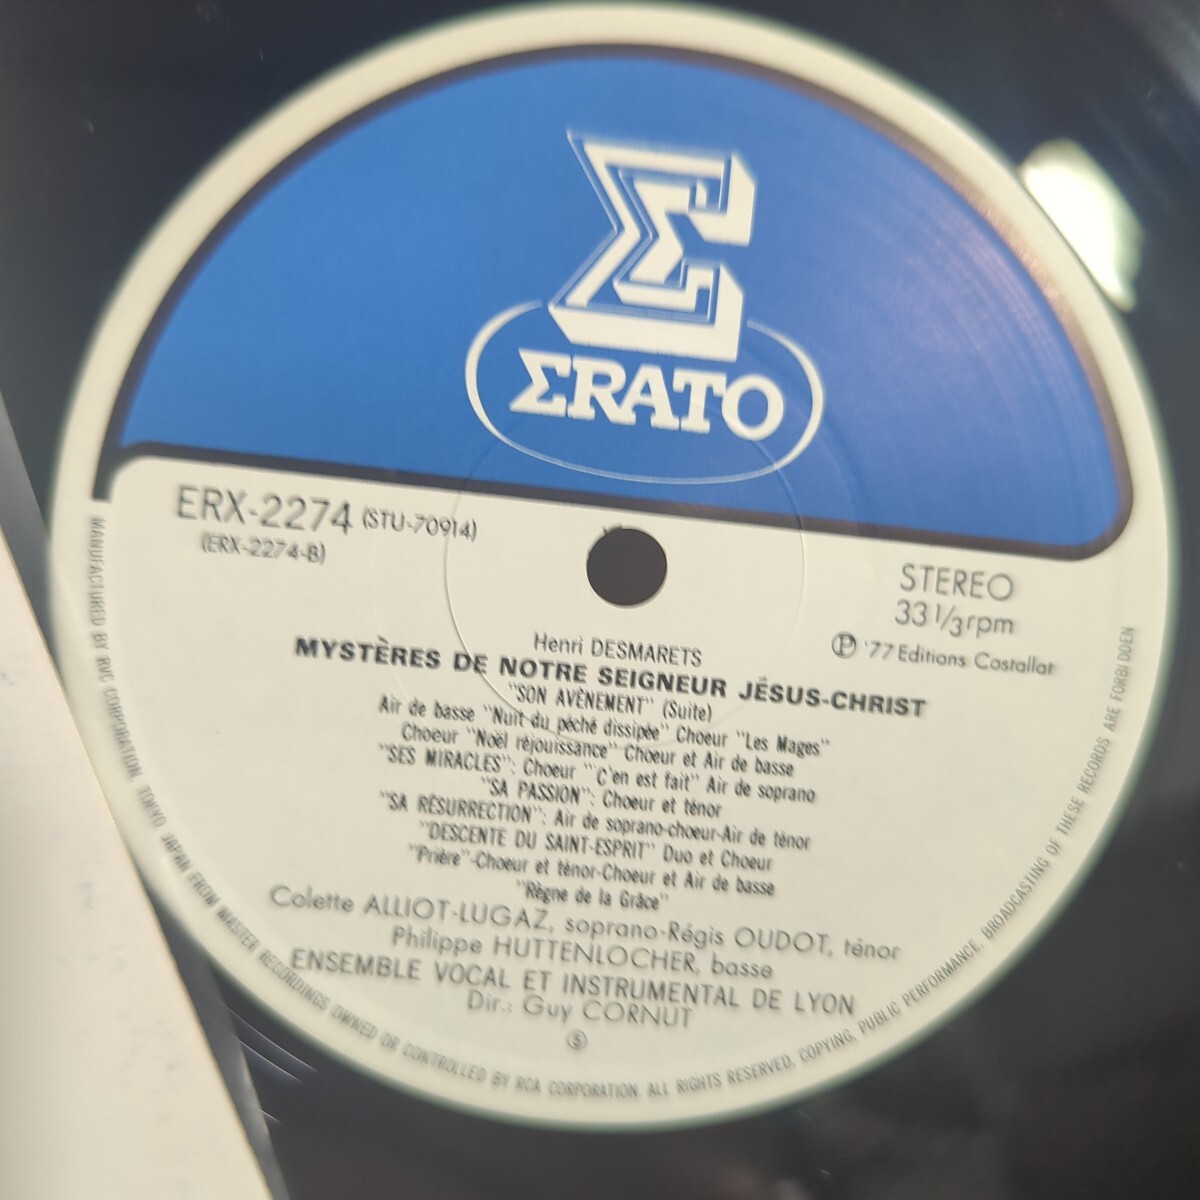 ΣRATO
ERX-2274 (STU-70914)
(ERX-2274-B)
STEREO
33 1/3 rpm
Ⓟ '77 Editions Costallat
Henri DESMARETS
MYSTÈRES DE NOTRE SEIGNEUR JÉSUS-CHRIST
"SON AVÈNEMENT" (Suite)
Air de basse "Nuit du péché dissipée" Choeur "Les Mages"
Choeur "Noël réjouissance" Choeur et Air de basse
"SES MIRACLES": Choeur "C'en est fait" Air de soprano
"SA PASSION": Choeur et ténor
"SA RÉSURRECTION": Air de soprano-choeur-Air de ténor
"DESCENTE DU SAINT-ESPRIT" Duo et Choeur
"Prière"-Choeur et ténor-Choeur et Air de basse
"Règne de la Grâce"
Colette ALLIOT-LUGAZ, soprano-Régis OUDOT, ténor
Philippe HUTTENLOCHER, basse
ENSEMBLE VOCAL ET INSTRUMENTAL DE LYON
Dir.: Guy CORNUT
Ⓢ
MANUFACTURED BY RVC CORPORATION, TOKYO, JAPAN FROM MASTER RECORDINGS OWNED OR CONTROLLED BY RCA CORPORATION. ALL RIGHTS RESERVED, COPYING, PUBLIC PERFORMANCE, BROADCASTING OF THESE RECORDS ARE FORBIDDEN